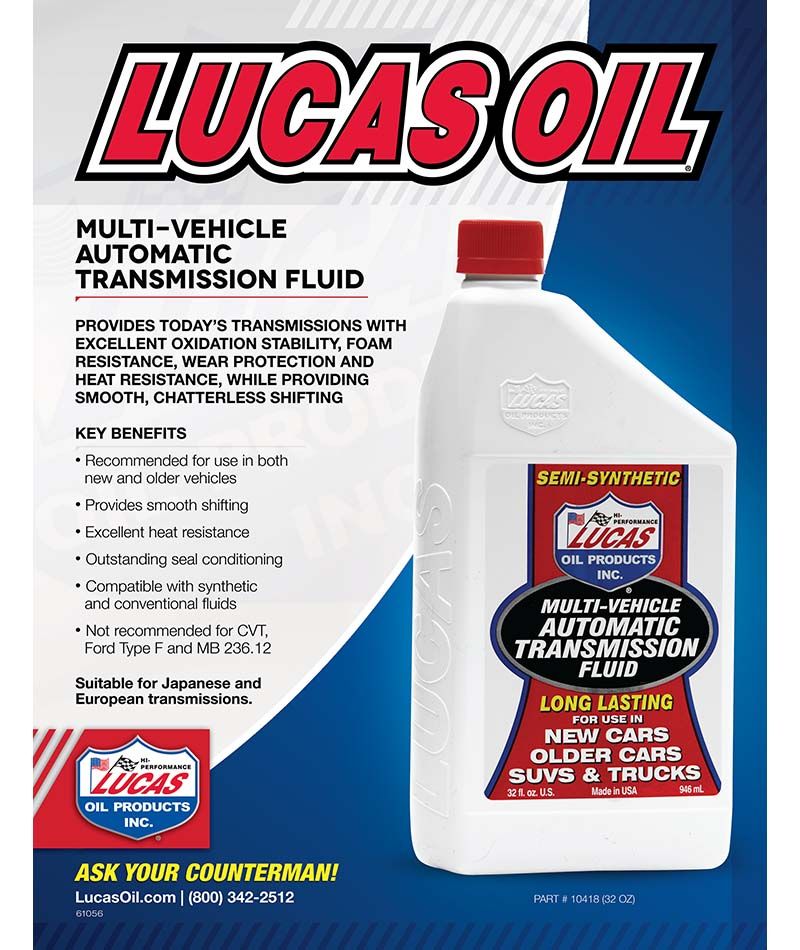 LUCAS OIL®
MULTI-VEHICLE
AUTOMATIC
TRANSMISSION FLUID
PROVIDES TODAY'S TRANSMISSIONS WITH
EXCELLENT OXIDATION STABILITY, FOAM
RESISTANCE, WEAR PROTECTION AND
HEAT RESISTANCE, WHILE PROVIDING
SMOOTH, CHATTERLESS SHIFTING
KEY BENEFITS
• Recommended for use in both
new and older vehicles
• Provides smooth shifting
• Excellent heat resistance
• Outstanding seal conditioning
• Compatible with synthetic
and conventional fluids
• Not recommended for CVT,
Ford Type F and MB 236.12
Suitable for Japanese and
European transmissions.
HI-
PERFORMANCE
LUCAS
OIL PRODUCTS
INC.
®
ASK YOUR COUNTERMAN!
LucasOil.com | (800) 342-2512
61056
LUCAS
OIL PRODUCTS
INC.
LUCAS
SEMI-SYNTHETIC
HI-
PERFORMANCE
LUCAS
OIL PRODUCTS
INC.
®
MULTI-VEHICLE
AUTOMATIC
TRANSMISSION
FLUID
LONG LASTING
FOR USE IN
NEW CARS
OLDER CARS
SUVS & TRUCKS
32 fl. oz. U.S. Made in USA 946 mL
PART # 10418 (32 OZ)